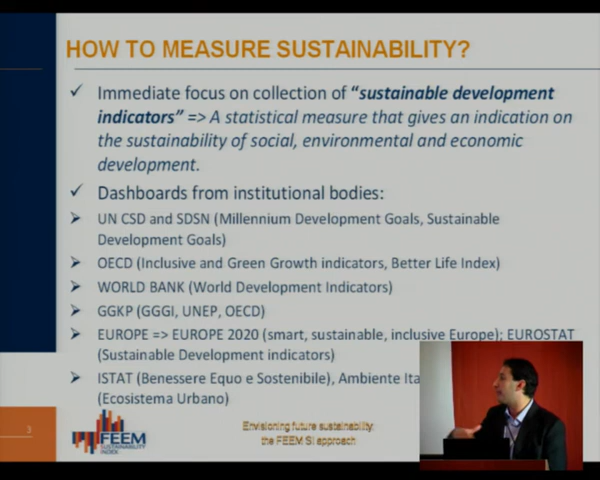 HOW TO MEASURE SUSTAINABILITY?
✓ Immediate focus on collection of "sustainable development
indicators" => A statistical measure that gives an indication on
the sustainability of social, environmental and economic
development.
✓ Dashboards from institutional bodies:
➢ UN CSD and SDSN (Millennium Development Goals, Sustainable
Development Goals)
➢ OECD (Inclusive and Green Growth indicators, Better Life Index)
➢ WORLD BANK (World Development Indicators)
➢ GGKP (GGGI, UNEP, OECD)
➢ EUROPE => EUROPE 2020 (smart, sustainable, inclusive Europe); EUROSTAT
(Sustainable Development indicators)
➢ ISTAT (Benessere Equo e Sostenibile), Ambiente Ita
(Ecosistema Urbano)
3
FEEM
SUSTAINABILITY
INDEX
Envisioning future sustainability:
the FEEM SI approach